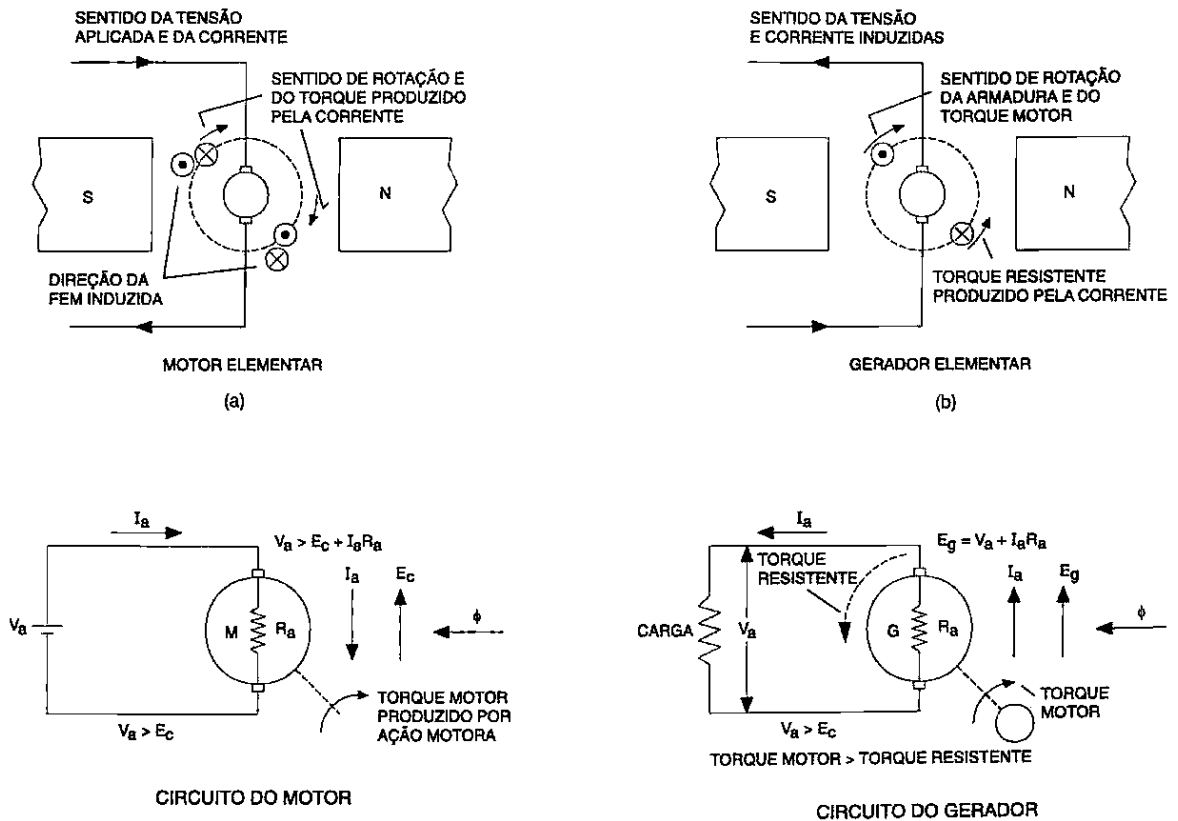 SENTIDO DA TENSÃO
APLICADA E DA CORRENTE
SENTIDO DE ROTAÇÃO E
DO TORQUE PRODUZIDO
PELA CORRENTE
S
N
DIREÇÃO DA
FEM INDUZIDA
MOTOR ELEMENTAR
(a)
SENTIDO DA TENSÃO
E CORRENTE INDUZIDAS
SENTIDO DE ROTAÇÃO
DA ARMADURA E DO
TORQUE MOTOR
S
N
TORQUE RESISTENTE
PRODUZIDO PELA CORRENTE
GERADOR ELEMENTAR
(b)
Ia
Va > Ec + IaRa
Ia
Ec
Va
M
Ra
ϕ
TORQUE MOTOR
PRODUZIDO POR
AÇÃO MOTORA
Va > Ec
CIRCUITO DO MOTOR
Ia
Eg = Va + IaRa
TORQUE
RESISTENTE
Ia
Eg
CARGA
Va
G
Ra
ϕ
TORQUE
MOTOR
Va > Ec
TORQUE MOTOR > TORQUE RESISTENTE
CIRCUITO DO GERADOR